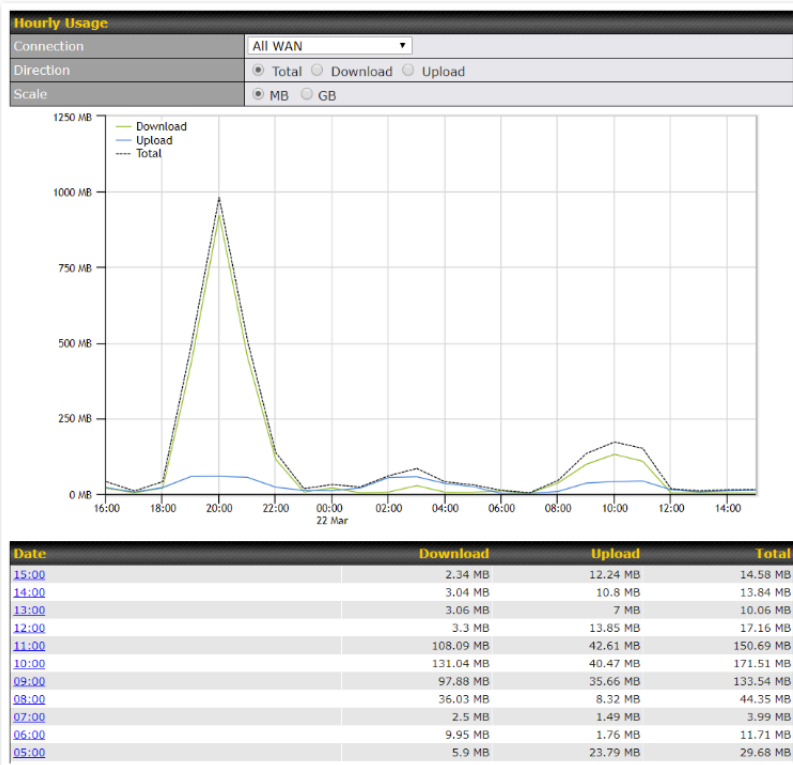 Hourly Usage
Connection All WAN
Direction Total Download Upload
Scale MB GB
1250 MB
Download
Upload
Total
1000 MB
750 MB
500 MB
250 MB
0 MB
16:00 18:00 20:00 22:00 00:00 02:00 04:00 06:00 08:00 10:00 12:00 14:00
22 Mar
Date Download Upload Total
15:00 2.34 MB 12.24 MB 14.58 MB
14:00 3.04 MB 10.8 MB 13.84 MB
13:00 3.06 MB 7 MB 10.06 MB
12:00 3.3 MB 13.85 MB 17.16 MB
11:00 108.09 MB 42.61 MB 150.69 MB
10:00 131.04 MB 40.47 MB 171.51 MB
09:00 97.88 MB 35.66 MB 133.54 MB
08:00 36.03 MB 8.32 MB 44.35 MB
07:00 2.5 MB 1.49 MB 3.99 MB
06:00 9.95 MB 1.76 MB 11.71 MB
05:00 5.9 MB 23.79 MB 29.68 MB